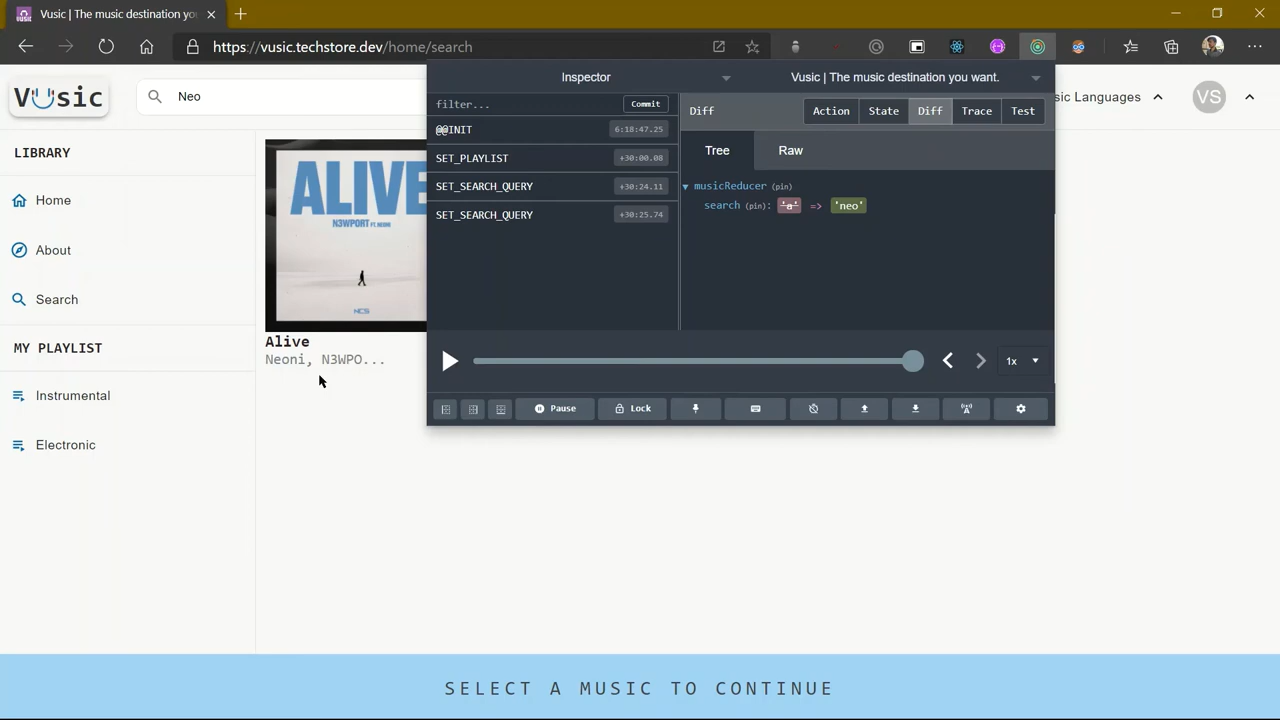 Vusic | The music destination yo
https://vusic.techstore.dev/home/search
Vusic
Neo
sic Languages
VS
LIBRARY
Home
About
Search
MY PLAYLIST
Instrumental
Electronic
ALIVE
N3WPORT FT. NEONI
NCS
Alive
Neoni, N3WPO...
Inspector
Vusic | The music destination you want.
filter...
Commit
@@INIT
6:18:47.25
SET_PLAYLIST
+30:00.08
SET_SEARCH_QUERY
+30:24.11
SET_SEARCH_QUERY
+30:25.74
Diff
Action
State
Diff
Trace
Test
Tree
Raw
musicReducer (pin)
search (pin): => 'neo'
1x
Pause
Lock
SELECT A MUSIC TO CONTINUE